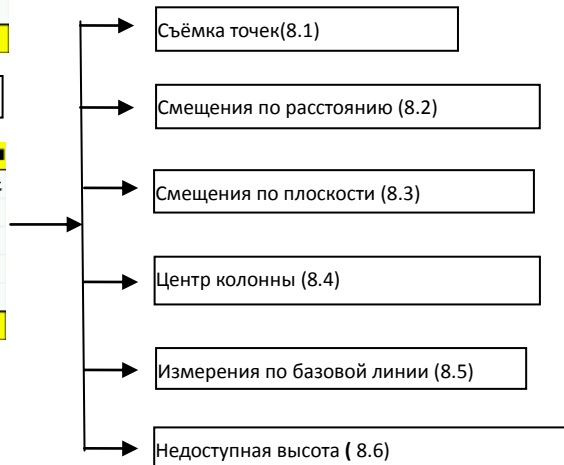 Съёмка точек(8.1)
Смещения по расстоянию (8.2)
Смещения по плоскости (8.3)
Центр колонны (8.4)
Измерения по базовой линии (8.5)
Недоступная высота ( 8.6)